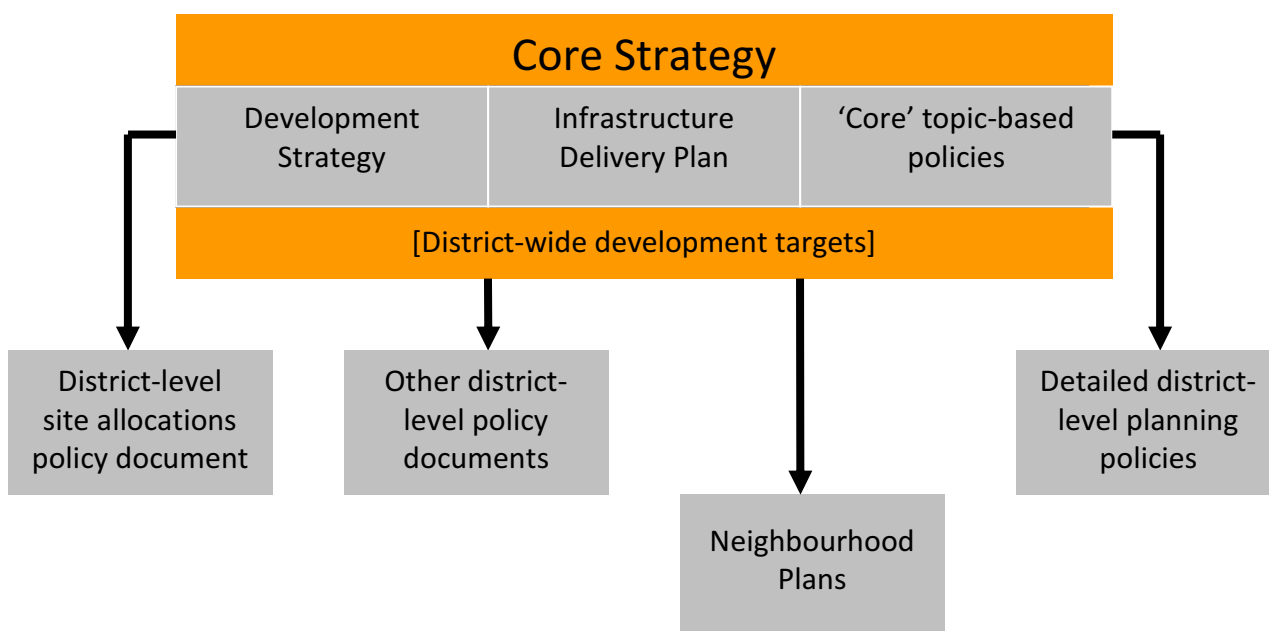 Core Strategy
Development
Strategy
Infrastructure
Delivery Plan
‘Core’ topic-based
policies
[District-wide development targets]
District-level
site allocations
policy document
Other district-
level policy
documents
Neighbourhood
Plans
Detailed district-
level planning
policies